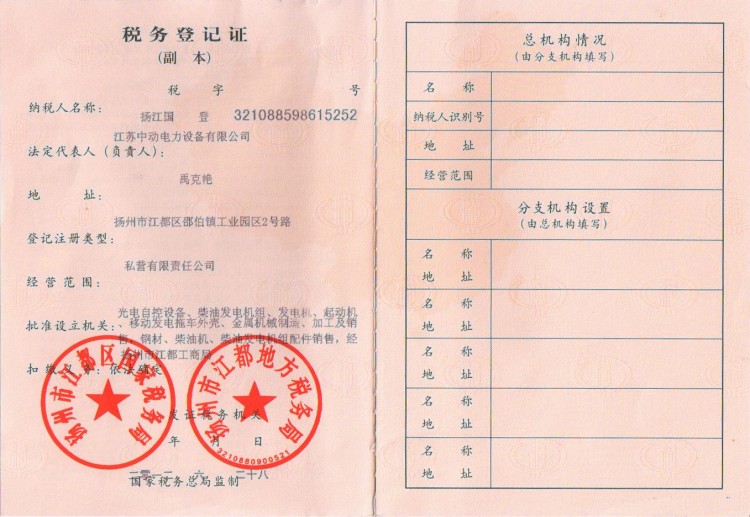 税务登记证
(副 本)
税 字 号
扬江国 登 321088598615252
纳税人名称：
江苏中动电力设备有限公司
法定代表人（负责人）：
禹克艳
地 址：
扬州市江都区邵伯镇工业园区2号路
登记注册类型：
私营有限责任公司
经营范围：
光电自控设备、柴油发电机组、发电机、起动机
、移动发电拖车外壳、金属机械制造、加工及销
售，钢材、柴油机、柴油发电机组配件销售，经
批准设立机关：
扬州市江都工商局
扣缴义务：依法确定
扬州市江都区国家税务局
扬州市江都地方税务局
3210880900521
发证税务机关
年 月 日
二零一二 六 二十八
国家税务总局监制
总机构情况
(由分支机构填写)
名 称
纳税人识别号
地 址
经营范围
分支机构设置
(由总机构填写)
名 称
地 址
名 称
地 址
名 称
地 址
名 称
地 址
名 称
地 址